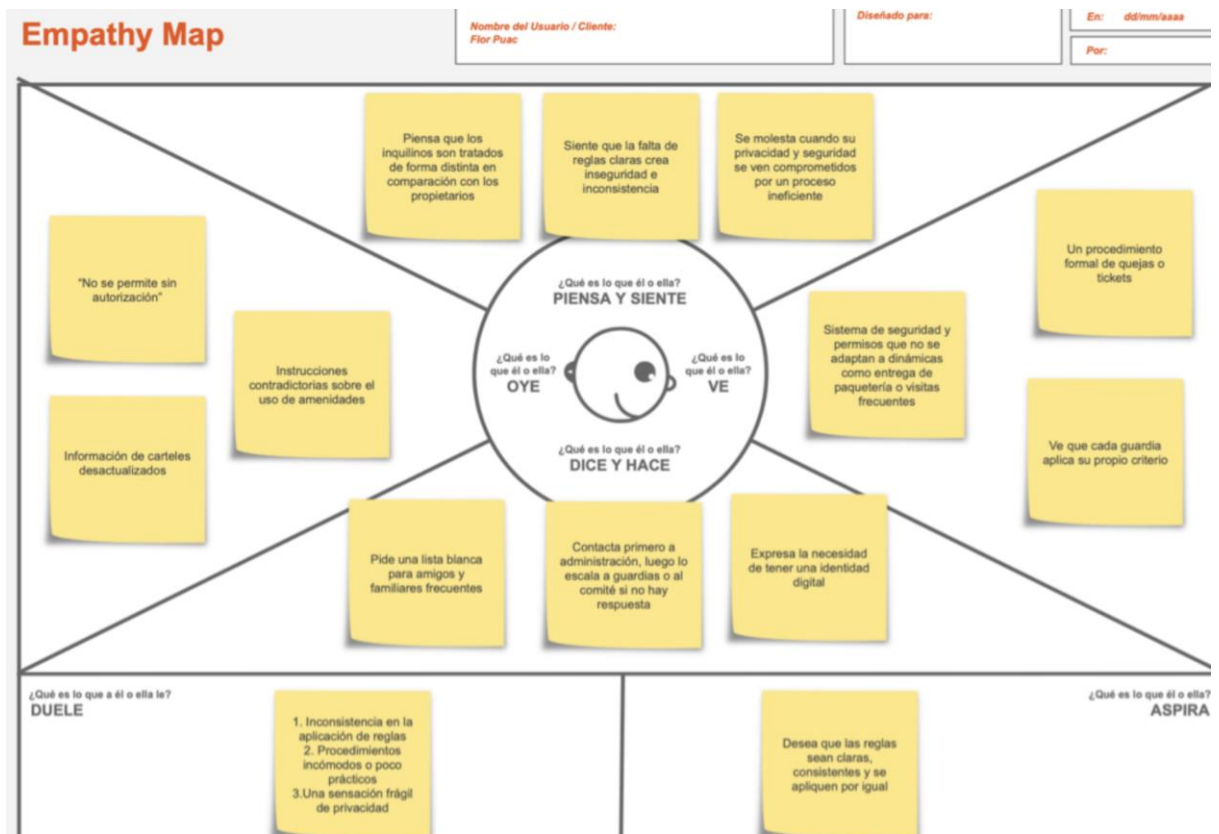 Empathy Map
Nombre del Usuario / Cliente:
Flor Puac
Diseñado para:
En: dd/mm/aaaa
Por:
Piensa que los
inquilinos son tratados
de forma distinta en
comparación con los
propietarios
Siente que la falta de
reglas claras crea
inseguridad e
inconsistencia
Se molesta cuando su
privacidad y seguridad
se ven comprometidos
por un proceso
ineficiente
"No se permite sin
autorización"
Instrucciones
contradictorias sobre el
uso de amenidades
Información de carteles
desactualizados
¿Qué es lo que él o ella?
PIENSA Y SIENTE
¿Qué es lo
que él o ella?
OYE
¿Qué es lo
que él o ella?
VE
¿Qué es lo que él o ella?
DICE Y HACE
Un procedimiento
formal de quejas o
tickets
Sistema de seguridad y
permisos que no se
adaptan a dinámicas
como entrega de
paquetería o visitas
frecuentes
Ve que cada guardia
aplica su propio criterio
Pide una lista blanca
para amigos y
familiares frecuentes
Contacta primero a
administración, luego lo
escala a guardias o al
comité si no hay
respuesta
Expresa la necesidad
de tener una identidad
digital
¿Qué es lo que a él o ella le?
DUELE
1. Inconsistencia en la
aplicación de reglas
2. Procedimientos
incómodos o poco
prácticos
3.Una sensación frágil
de privacidad
¿Qué es lo que él o ella?
ASPIRA
Desea que las reglas
sean claras,
consistentes y se
apliquen por igual